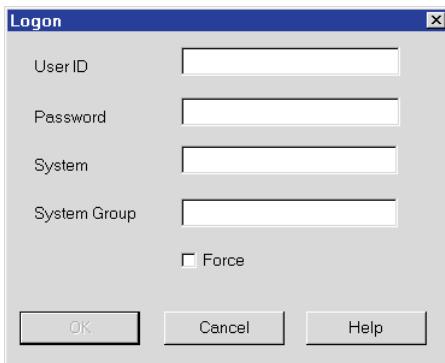 Logon
User ID
Password
System
System Group
Force
OK Cancel Help